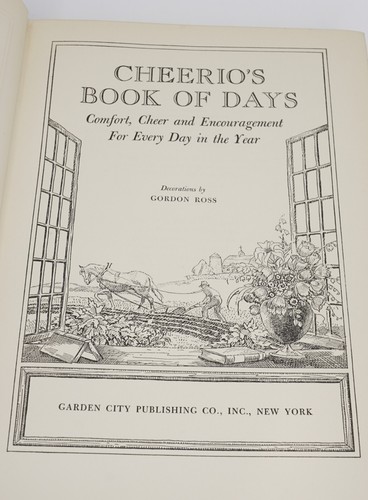 CHEERIO'S
BOOK OF DAYS
Comfort, Cheer and Encouragement
For Every Day in the Year
Decorations by
GORDON ROSS
GARDEN CITY PUBLISHING CO., INC., NEW YORK